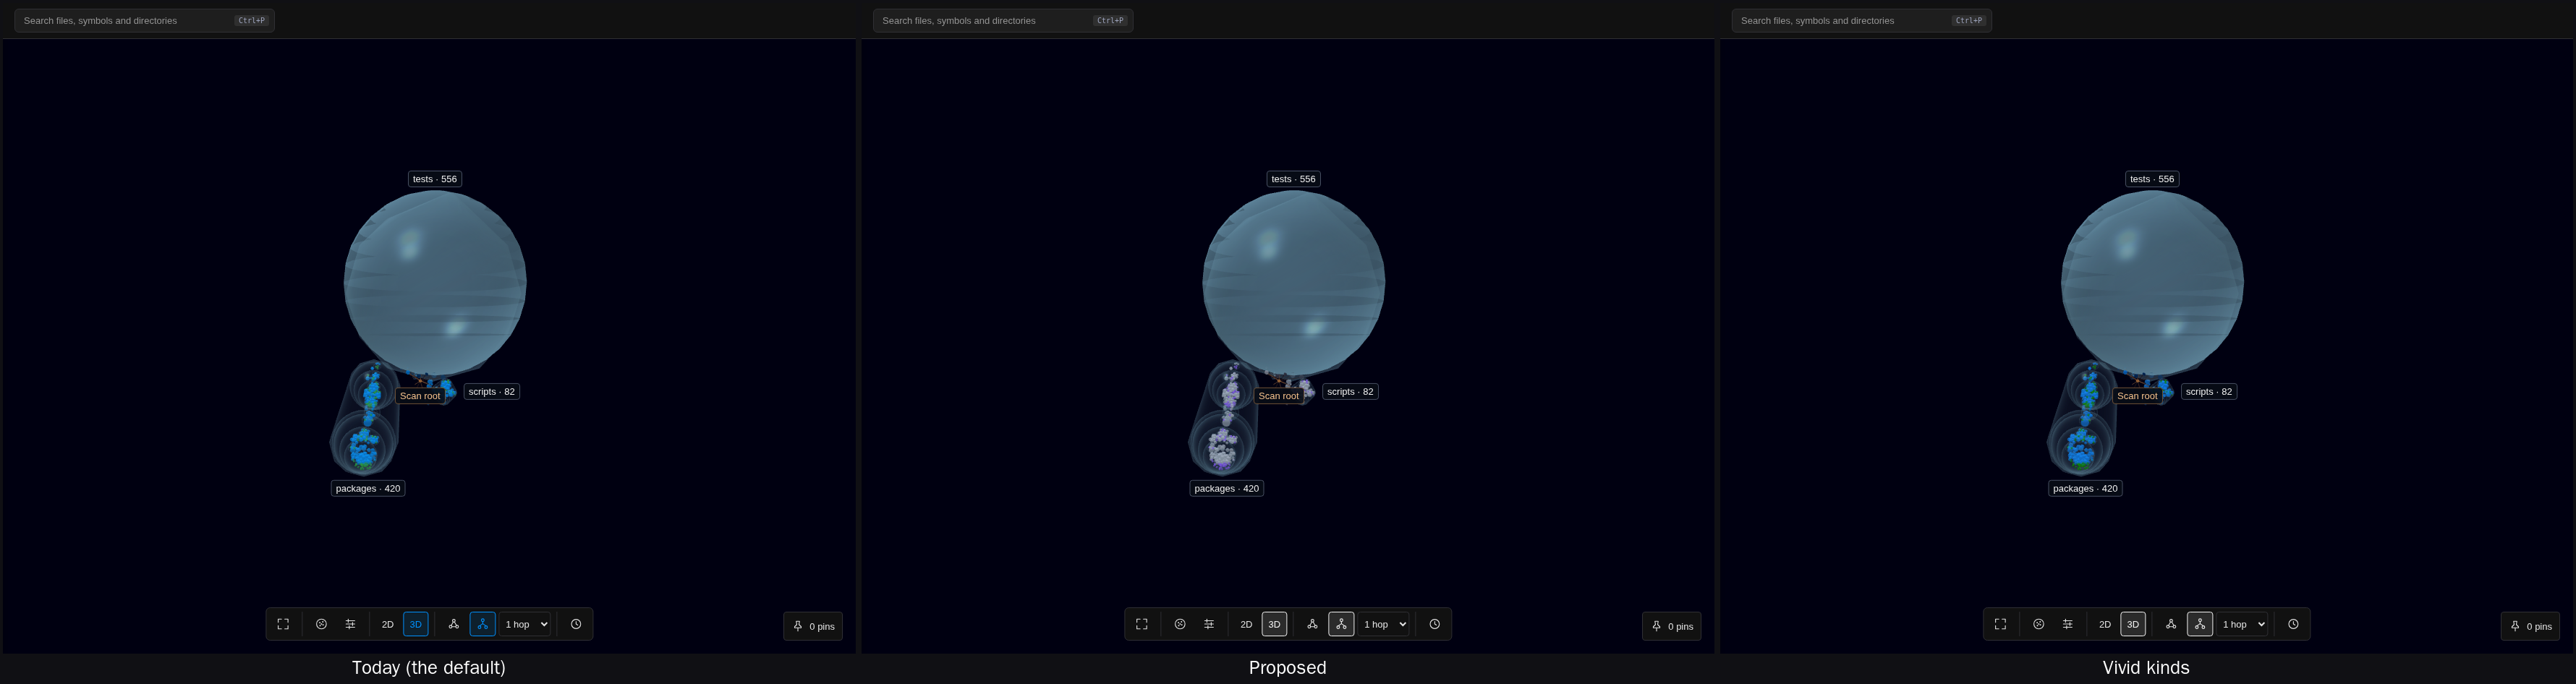 Search files, symbols and directories Ctrl+P
tests · 556
Scan root
scripts · 82
packages · 420
2D 3D 1 hop
0 pins
Today (the default)
Search files, symbols and directories Ctrl+P
tests · 556
Scan root
scripts · 82
packages · 420
2D 3D 1 hop
0 pins
Proposed
Search files, symbols and directories Ctrl+P
tests · 556
Scan root
scripts · 82
packages · 420
2D 3D 1 hop
0 pins
Vivid kinds